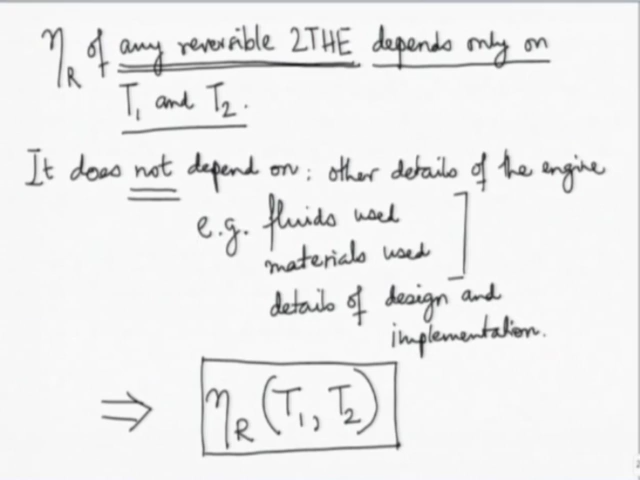 η_R of any reversible 2THE depends only on
T₁ and T₂.
It does not depend on: other details of the engine
e.g. fluids used
materials used
details of design and
implementation.
⇒ η_R (T₁, T₂)